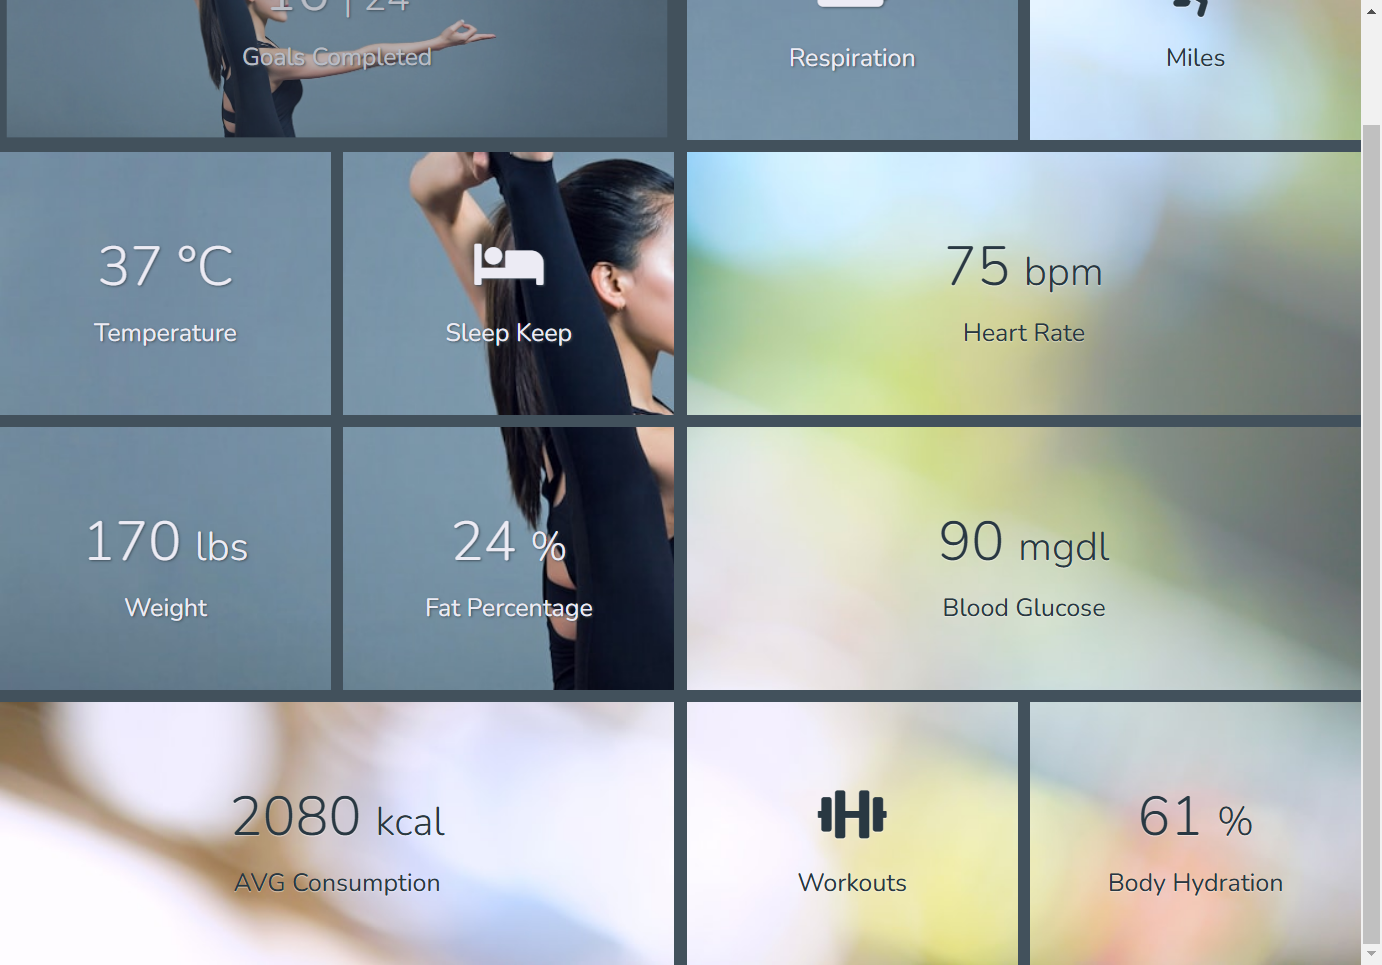 | 24
Goals Completed
Respiration
Miles
37 °C
Temperature
Sleep Keep
75 bpm
Heart Rate
170 lbs
Weight
24 %
Fat Percentage
90 mgdl
Blood Glucose
2080 kcal
AVG Consumption
Workouts
61 %
Body Hydration